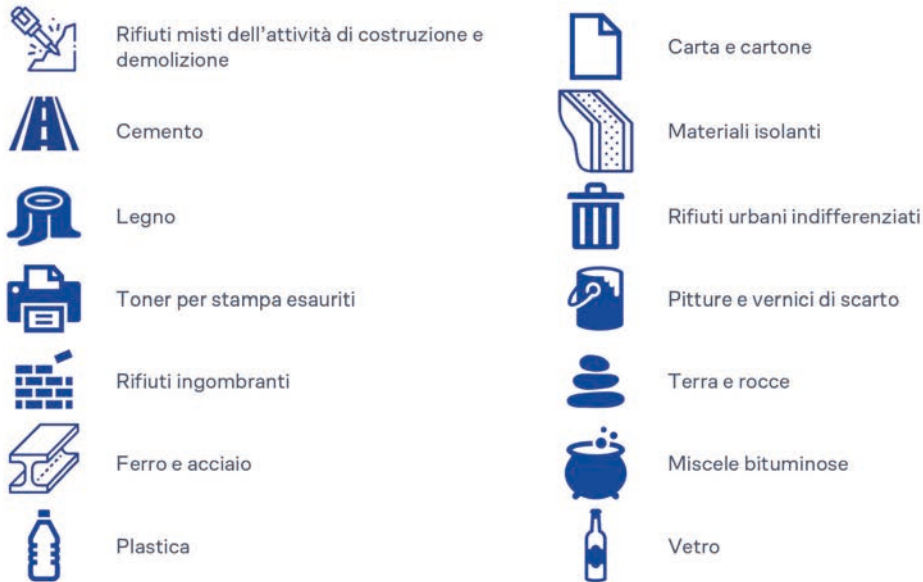 Rifiuti misti dell'attività di costruzione e
demolizione
Cemento
Legno
Toner per stampa esauriti
Rifiuti ingombranti
Ferro e acciaio
Plastica
Carta e cartone
Materiali isolanti
Rifiuti urbani indifferenziati
Pitture e vernici di scarto
Terra e rocce
Miscele bituminose
Vetro